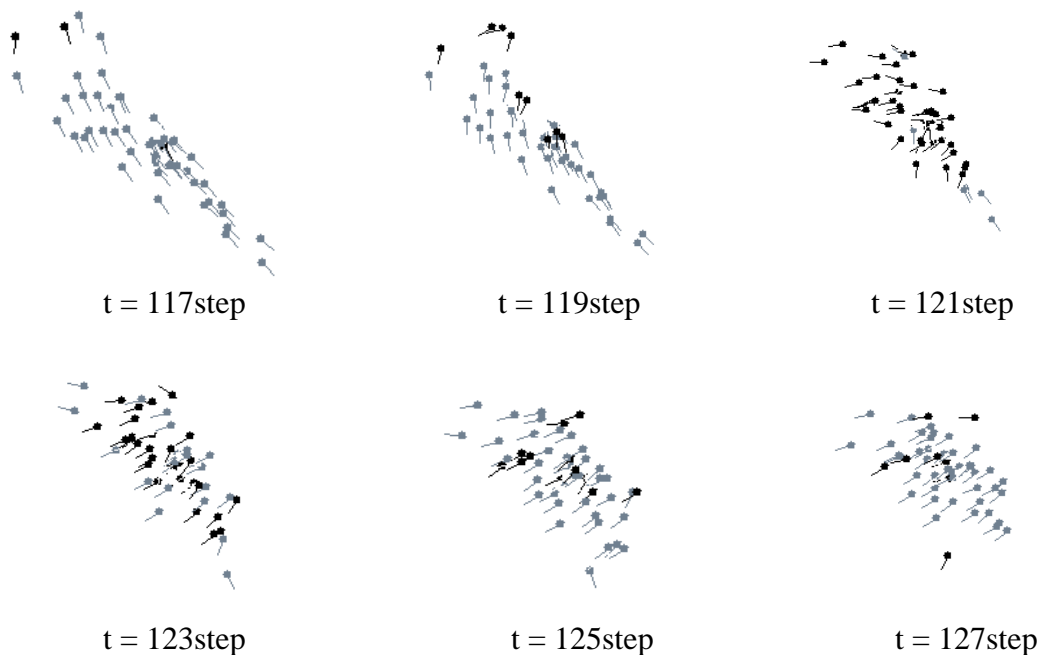 t = 117step
t = 119step
t = 121step
t = 123step
t = 125step
t = 127step